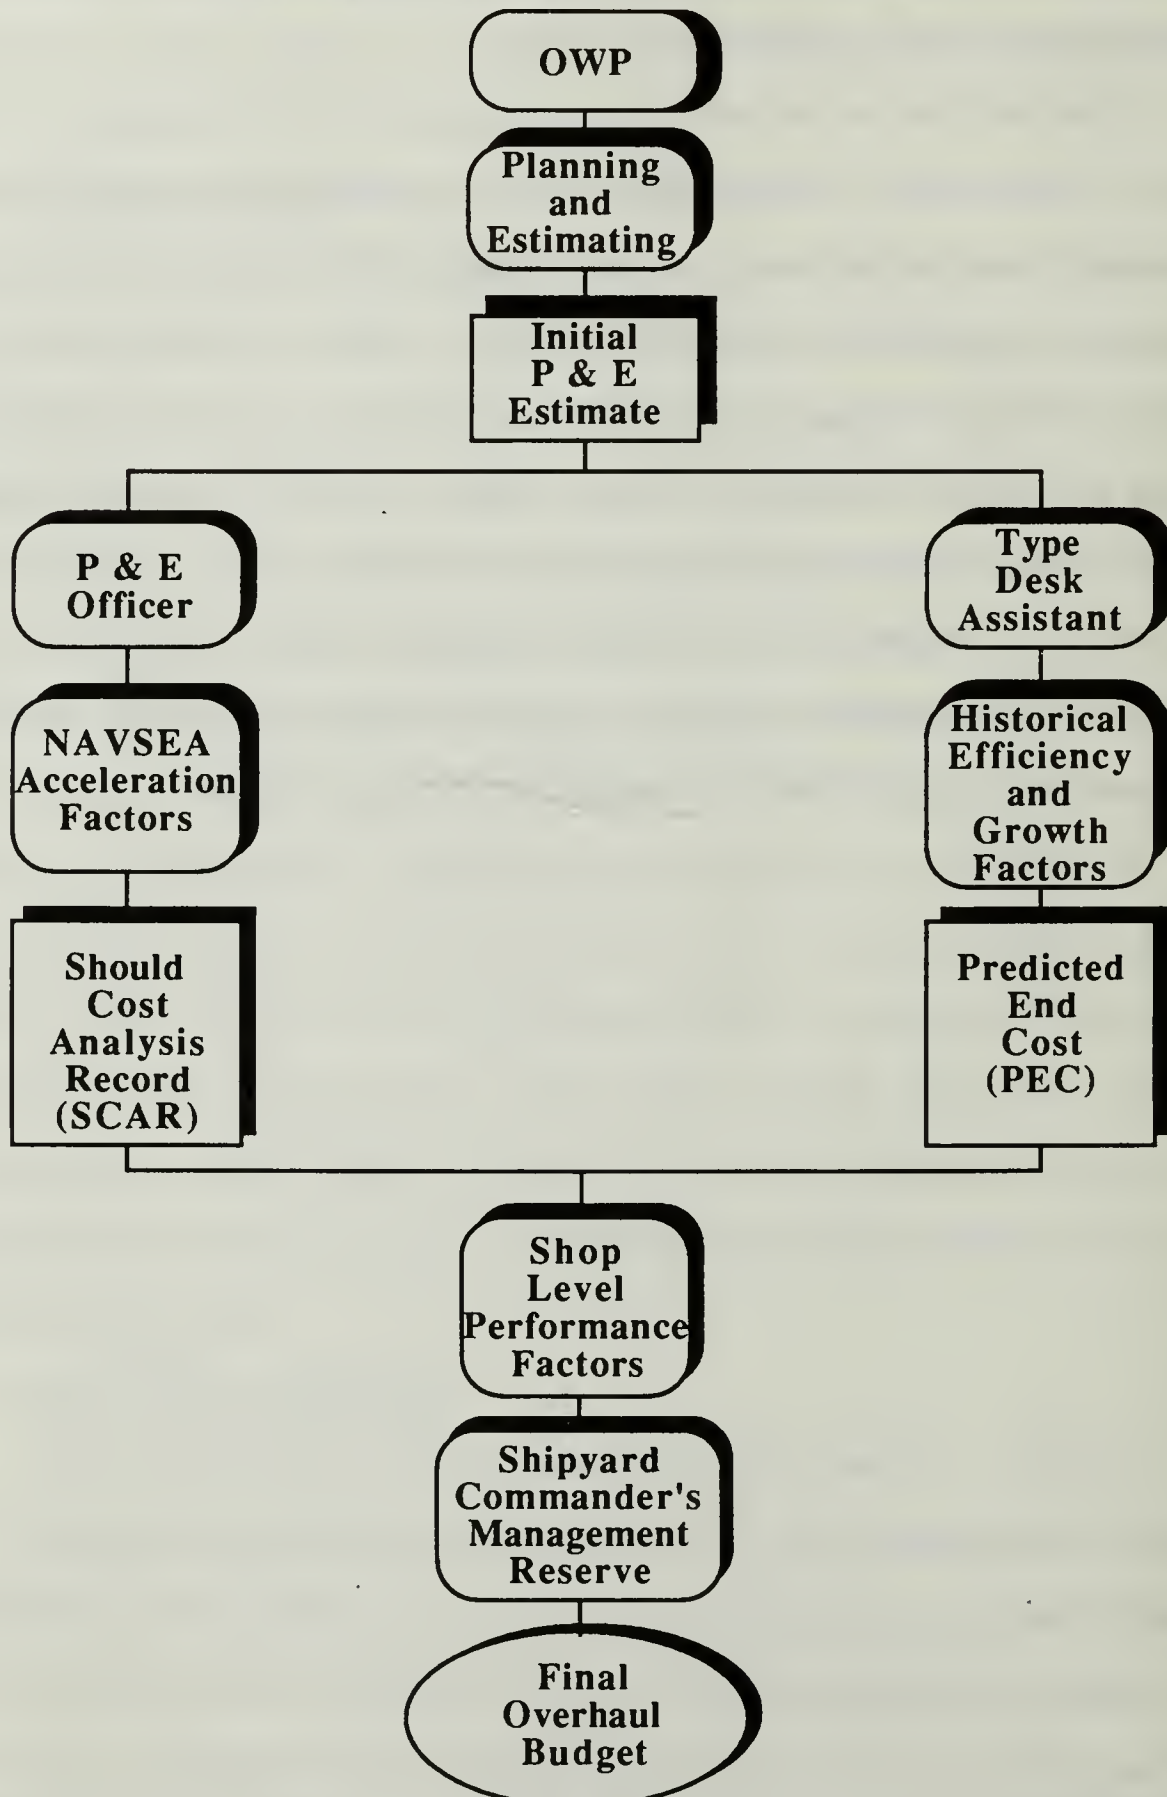 OWP
Planning
and
Estimating
Initial
P & E
Estimate
P & E
Officer
Type
Desk
Assistant
NAVSEA
Acceleration
Factors
Historical
Efficiency
and
Growth
Factors
Should
Cost
Analysis
Record
(SCAR)
Predicted
End
Cost
(PEC)
Shop
Level
Performance
Factors
Shipyard
Commander's
Management
Reserve
Final
Overhaul
Budget